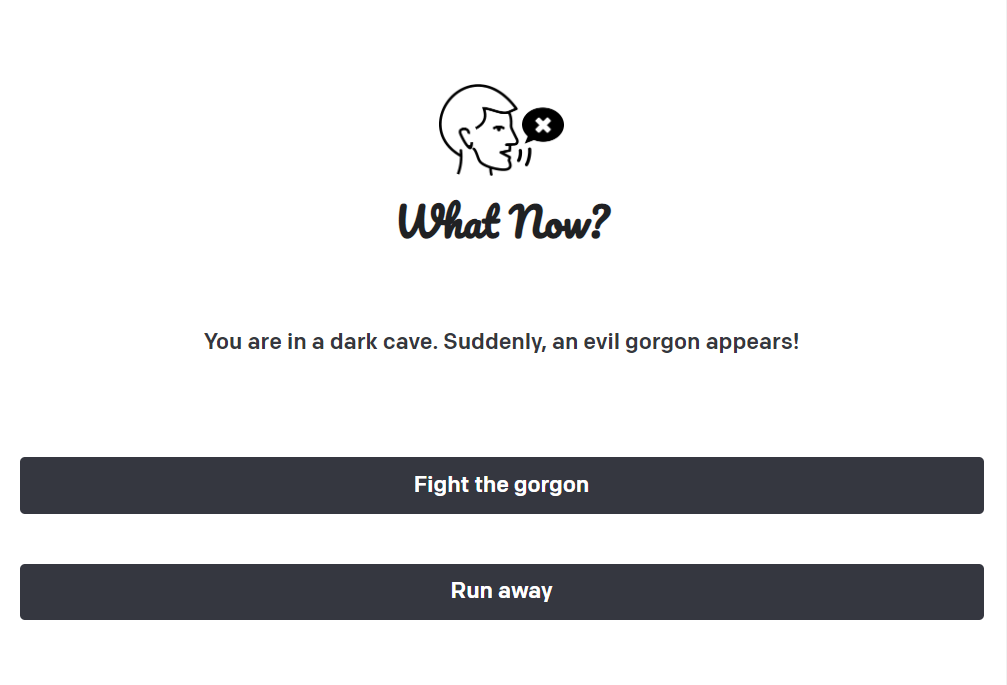 What Now?
You are in a dark cave. Suddenly, an evil gorgon appears!
Fight the gorgon
Run away